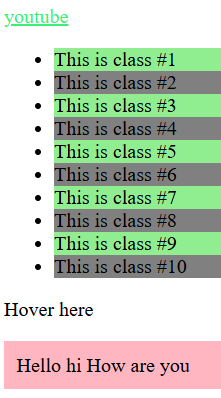 youtube
This is class #1
This is class #2
This is class #3
This is class #4
This is class #5
This is class #6
This is class #7
This is class #8
This is class #9
This is class #10
Hover here
Hello hi How are you